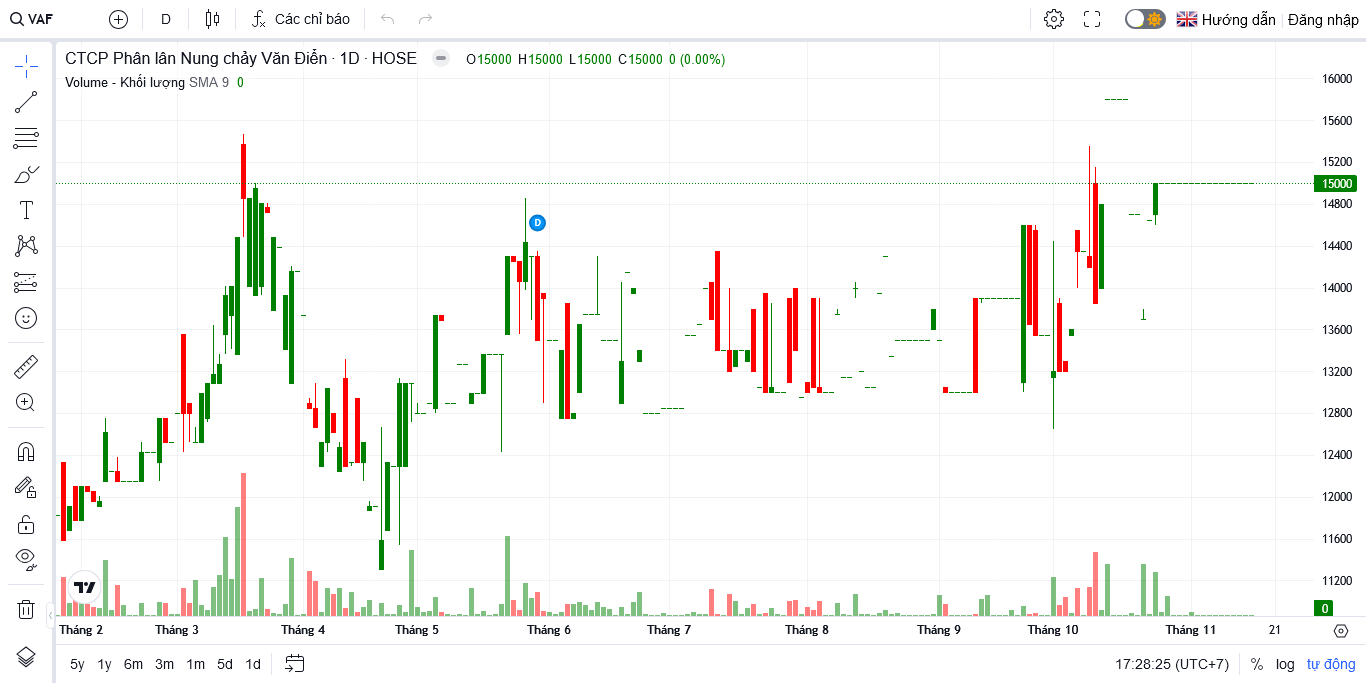 VAF D Các chỉ báo Hướng dẫn Đăng nhập
CTCP Phân lân Nung chảy Văn Điển · 1D · HOSE O15000 H15000 L15000 C15000 0 (0.00%)
Volume - Khối lượng SMA 9 0
D
16000
15600
15200
15000
14800
14400
14000
13600
13200
12800
12400
12000
11600
11200
0
Tháng 2 Tháng 3 Tháng 4 Tháng 5 Tháng 6 Tháng 7 Tháng 8 Tháng 9 Tháng 10 Tháng 11 21
5y 1y 6m 3m 1m 5d 1d 17:28:25 (UTC+7) % log tự động